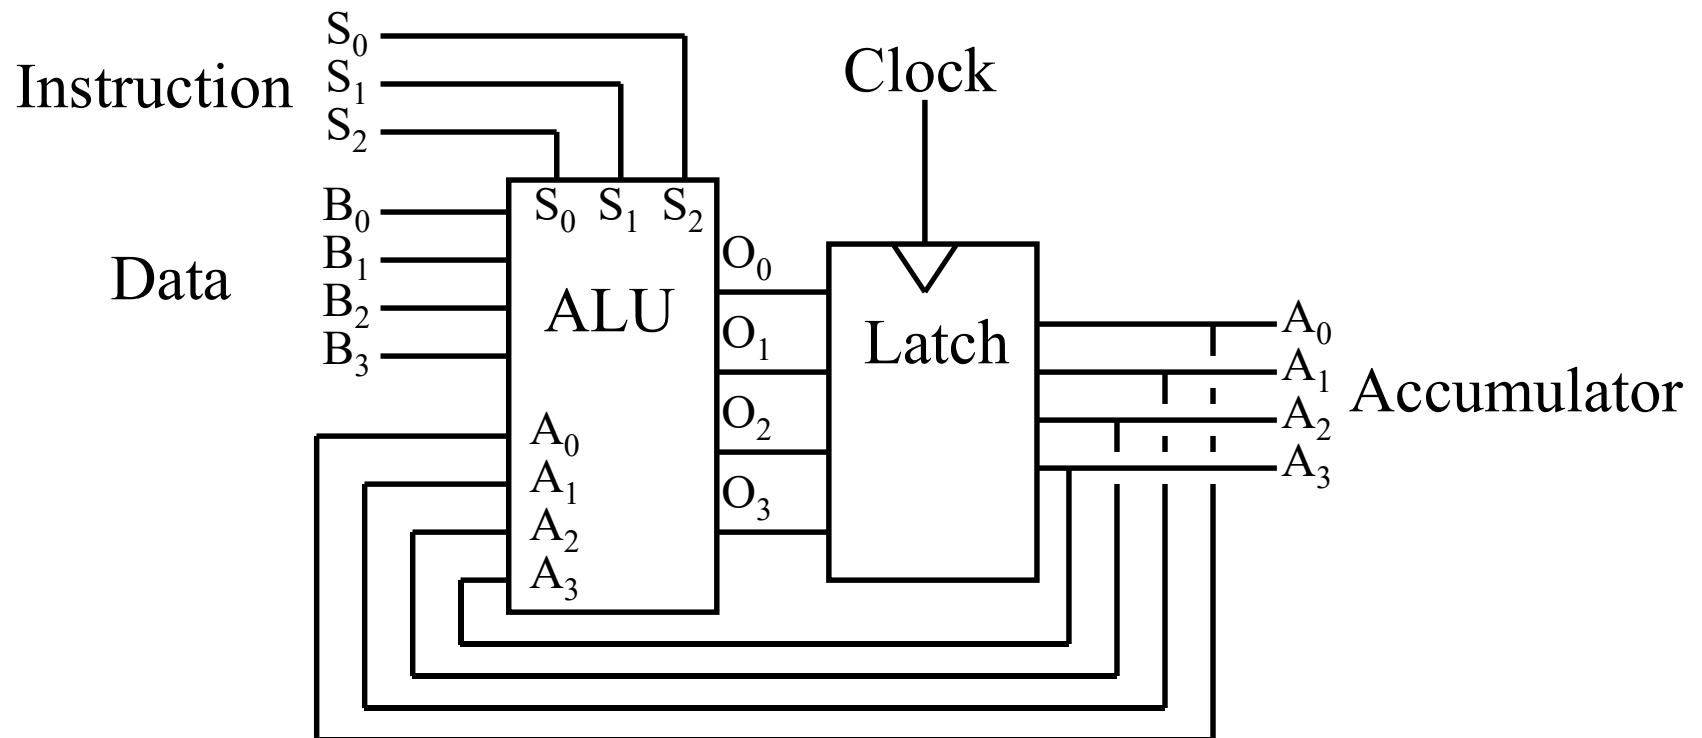 Instruction
S₀
S₁
S₂
Data
B₀
B₁
B₂
B₃
S₀ S₁ S₂
ALU
A₀
A₁
A₂
A₃
O₀
O₁
O₂
O₃
Clock
Latch
A₀
A₁
A₂
A₃
Accumulator